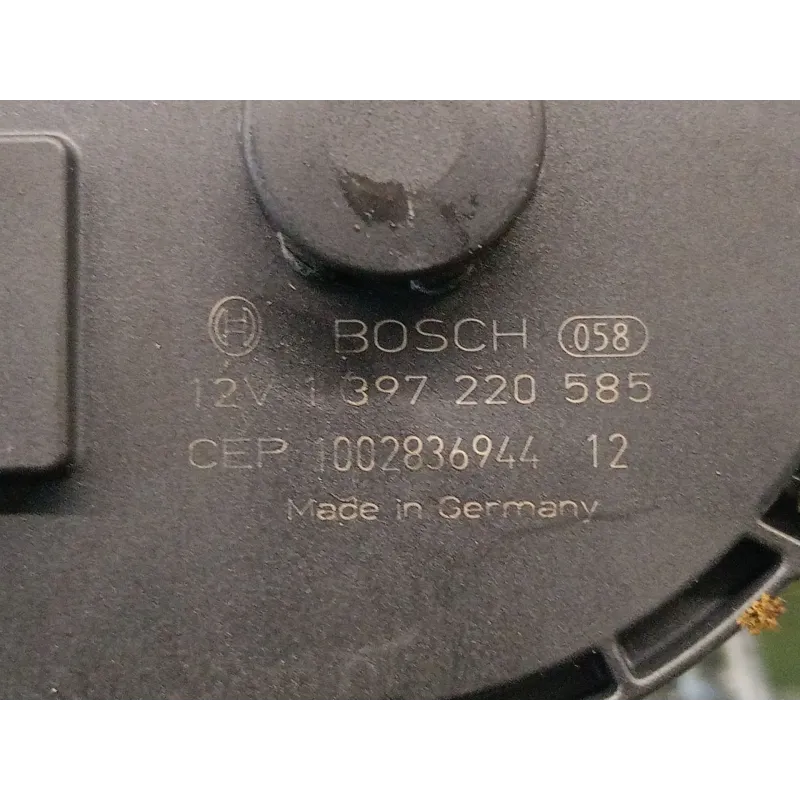 BOSCH 058
12V 1 397 220 585
CEP 1002836944 12
Made in Germany